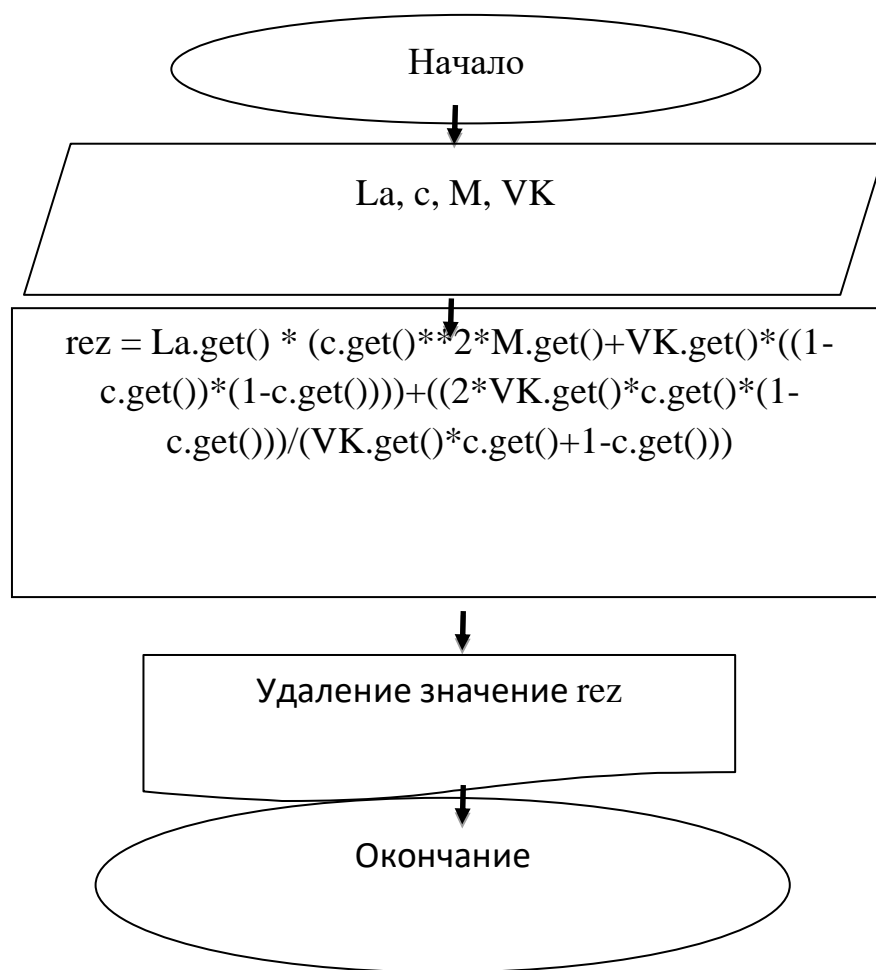 Начало
La, c, M, VK
rez = La.get() * (c.get()**2*M.get()+VK.get()*((1-
c.get())*(1-c.get())))+((2*VK.get()*c.get()*(1-
c.get()))/(VK.get()*c.get()+1-c.get()))
Удаление значение rez
Окончание